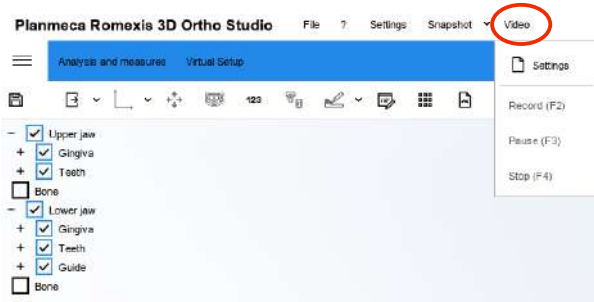 Planmeca Romexis 3D Ortho Studio File ? Settings Snapshot Video
Analysis and measures Virtual Setup
Settings
123
Record (F2)
Pause (F3)
Stop (F4)
Upper jaw
Gingiva
Teeth
Bone
Lower jaw
Gingiva
Teeth
Guide
Bone